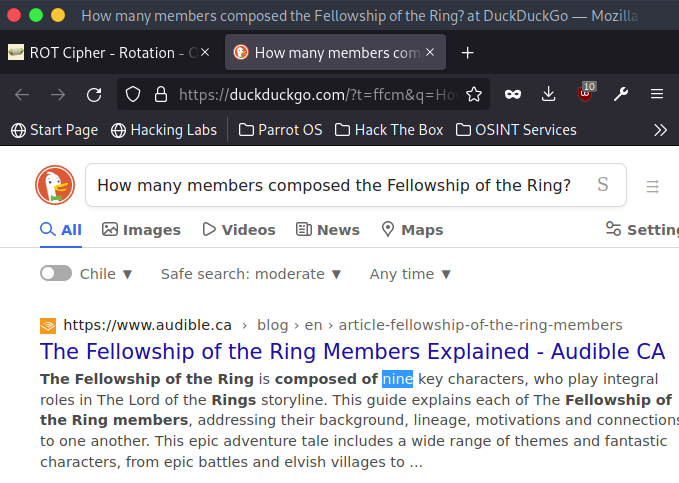 How many members composed the Fellowship of the Ring? at DuckDuckGo — Mozilla
ROT Cipher - Rotation - × How many members com ×
https://duckduckgo.com/?t=ffcm&q=Ho 10
Start Page Hacking Labs Parrot OS Hack The Box OSINT Services
How many members composed the Fellowship of the Ring? S
All Images Videos News Maps Setting
Chile ▼ Safe search: moderate ▼ Any time ▼
https://www.audible.ca › blog › en › article-fellowship-of-the-ring-members
The Fellowship of the Ring Members Explained - Audible CA
The Fellowship of the Ring is composed of nine key characters, who play integral
roles in The Lord of the Rings storyline. This guide explains each of The Fellowship of
the Ring members, addressing their background, lineage, motivations and connections
to one another. This epic adventure tale includes a wide range of themes and fantastic
characters, from epic battles and elvish villages to ...